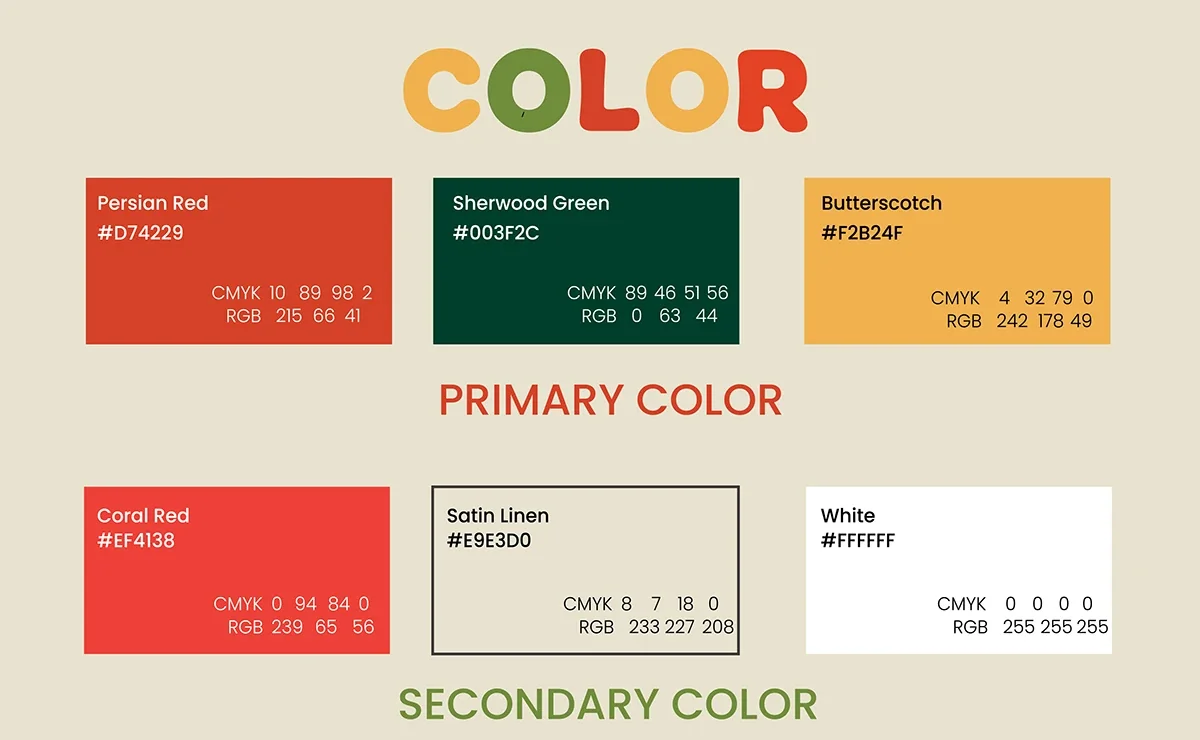 COLOR
Persian Red
#D74229
CMYK 10 89 98 2
RGB 215 66 41
Sherwood Green
#003F2C
CMYK 89 46 51 56
RGB 0 63 44
Butterscotch
#F2B24F
CMYK 4 32 79 0
RGB 242 178 49
PRIMARY COLOR
Coral Red
#EF4138
CMYK 0 94 84 0
RGB 239 65 56
Satin Linen
#E9E3D0
CMYK 8 7 18 0
RGB 233 227 208
White
#FFFFFF
CMYK 0 0 0 0
RGB 255 255 255
SECONDARY COLOR